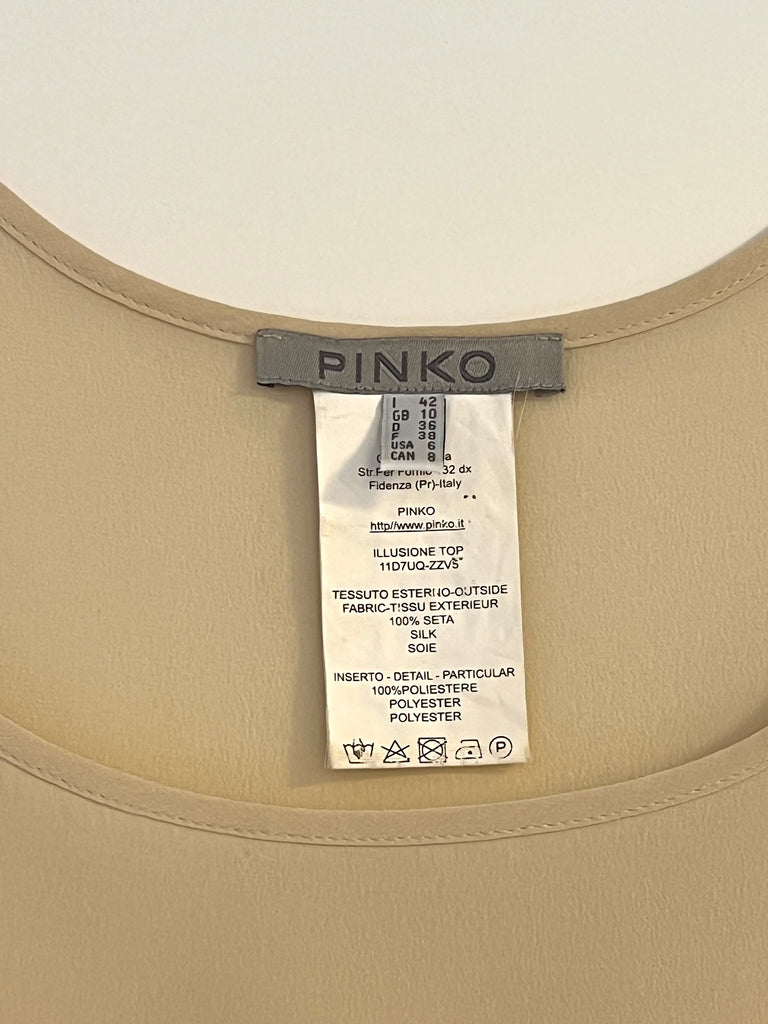 PINKO
I 42
GB 10
D 36
F 38
USA 6
CAN 8
Str.Per 32 dx
Fidenza (Pr)-Italy
PINKO
http//www.pinko.it
ILLUSIONE TOP
11D7UQ-ZZVS
TESSUTO ESTERNO-OUTSIDE
FABRIC-TISSU EXTERIEUR
100% SETA
SILK
SOIE
INSERTO - DETAIL - PARTICULAR
100%POLIESTERE
POLYESTER
POLYESTER
P